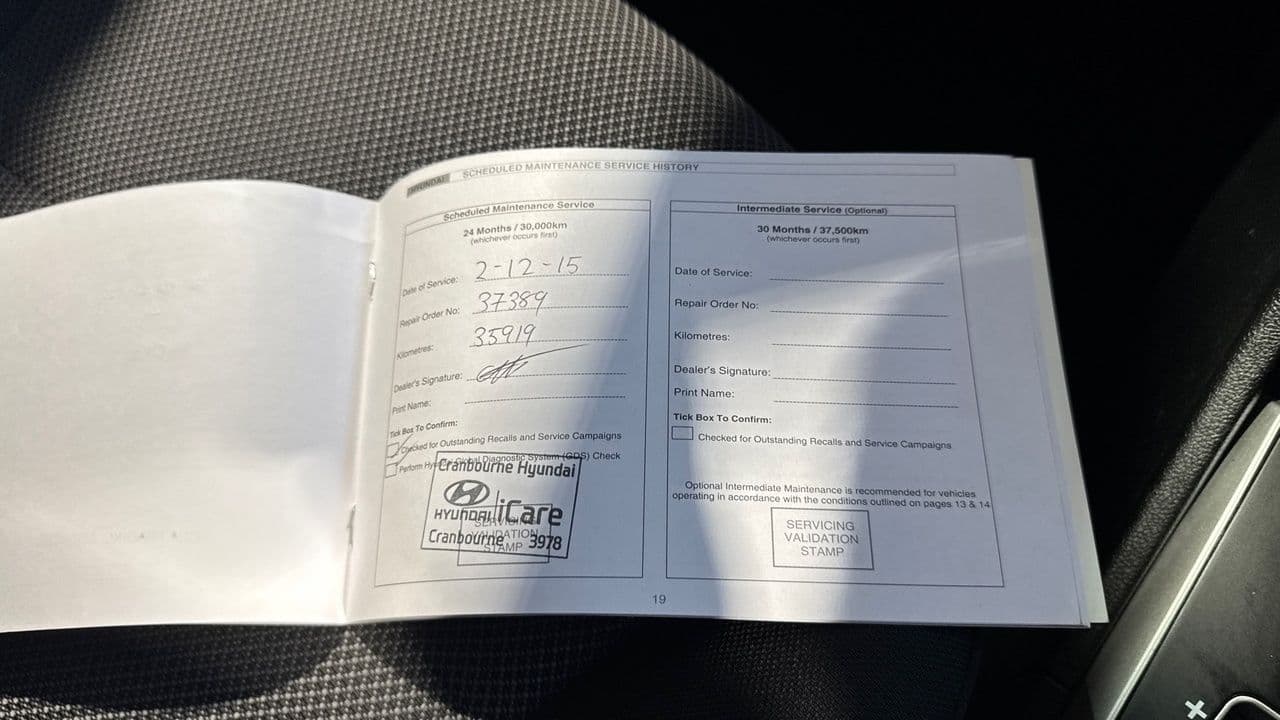 HYUNDAI SCHEDULED MAINTENANCE SERVICE HISTORY
Scheduled Maintenance Service
24 Months / 30,000km
(whichever occurs first)
Date of Service: 2-12-15
Repair Order No: 37389
Kilometres: 35919
Dealer's Signature:
Print Name:
Tick Box To Confirm:
Checked for Outstanding Recalls and Service Campaigns
Perform Diagnostic System (GDS) Check
Cranbourne Hyundai
HYUNDAI iCare
Cranbourne 3978
SERVICING
VALIDATION
STAMP
Intermediate Service (Optional)
30 Months / 37,500km
(whichever occurs first)
Date of Service:
Repair Order No:
Kilometres:
Dealer's Signature:
Print Name:
Tick Box To Confirm:
Checked for Outstanding Recalls and Service Campaigns
Optional Intermediate Maintenance is recommended for vehicles
operating in accordance with the conditions outlined on pages 13 & 14
SERVICING
VALIDATION
STAMP
19